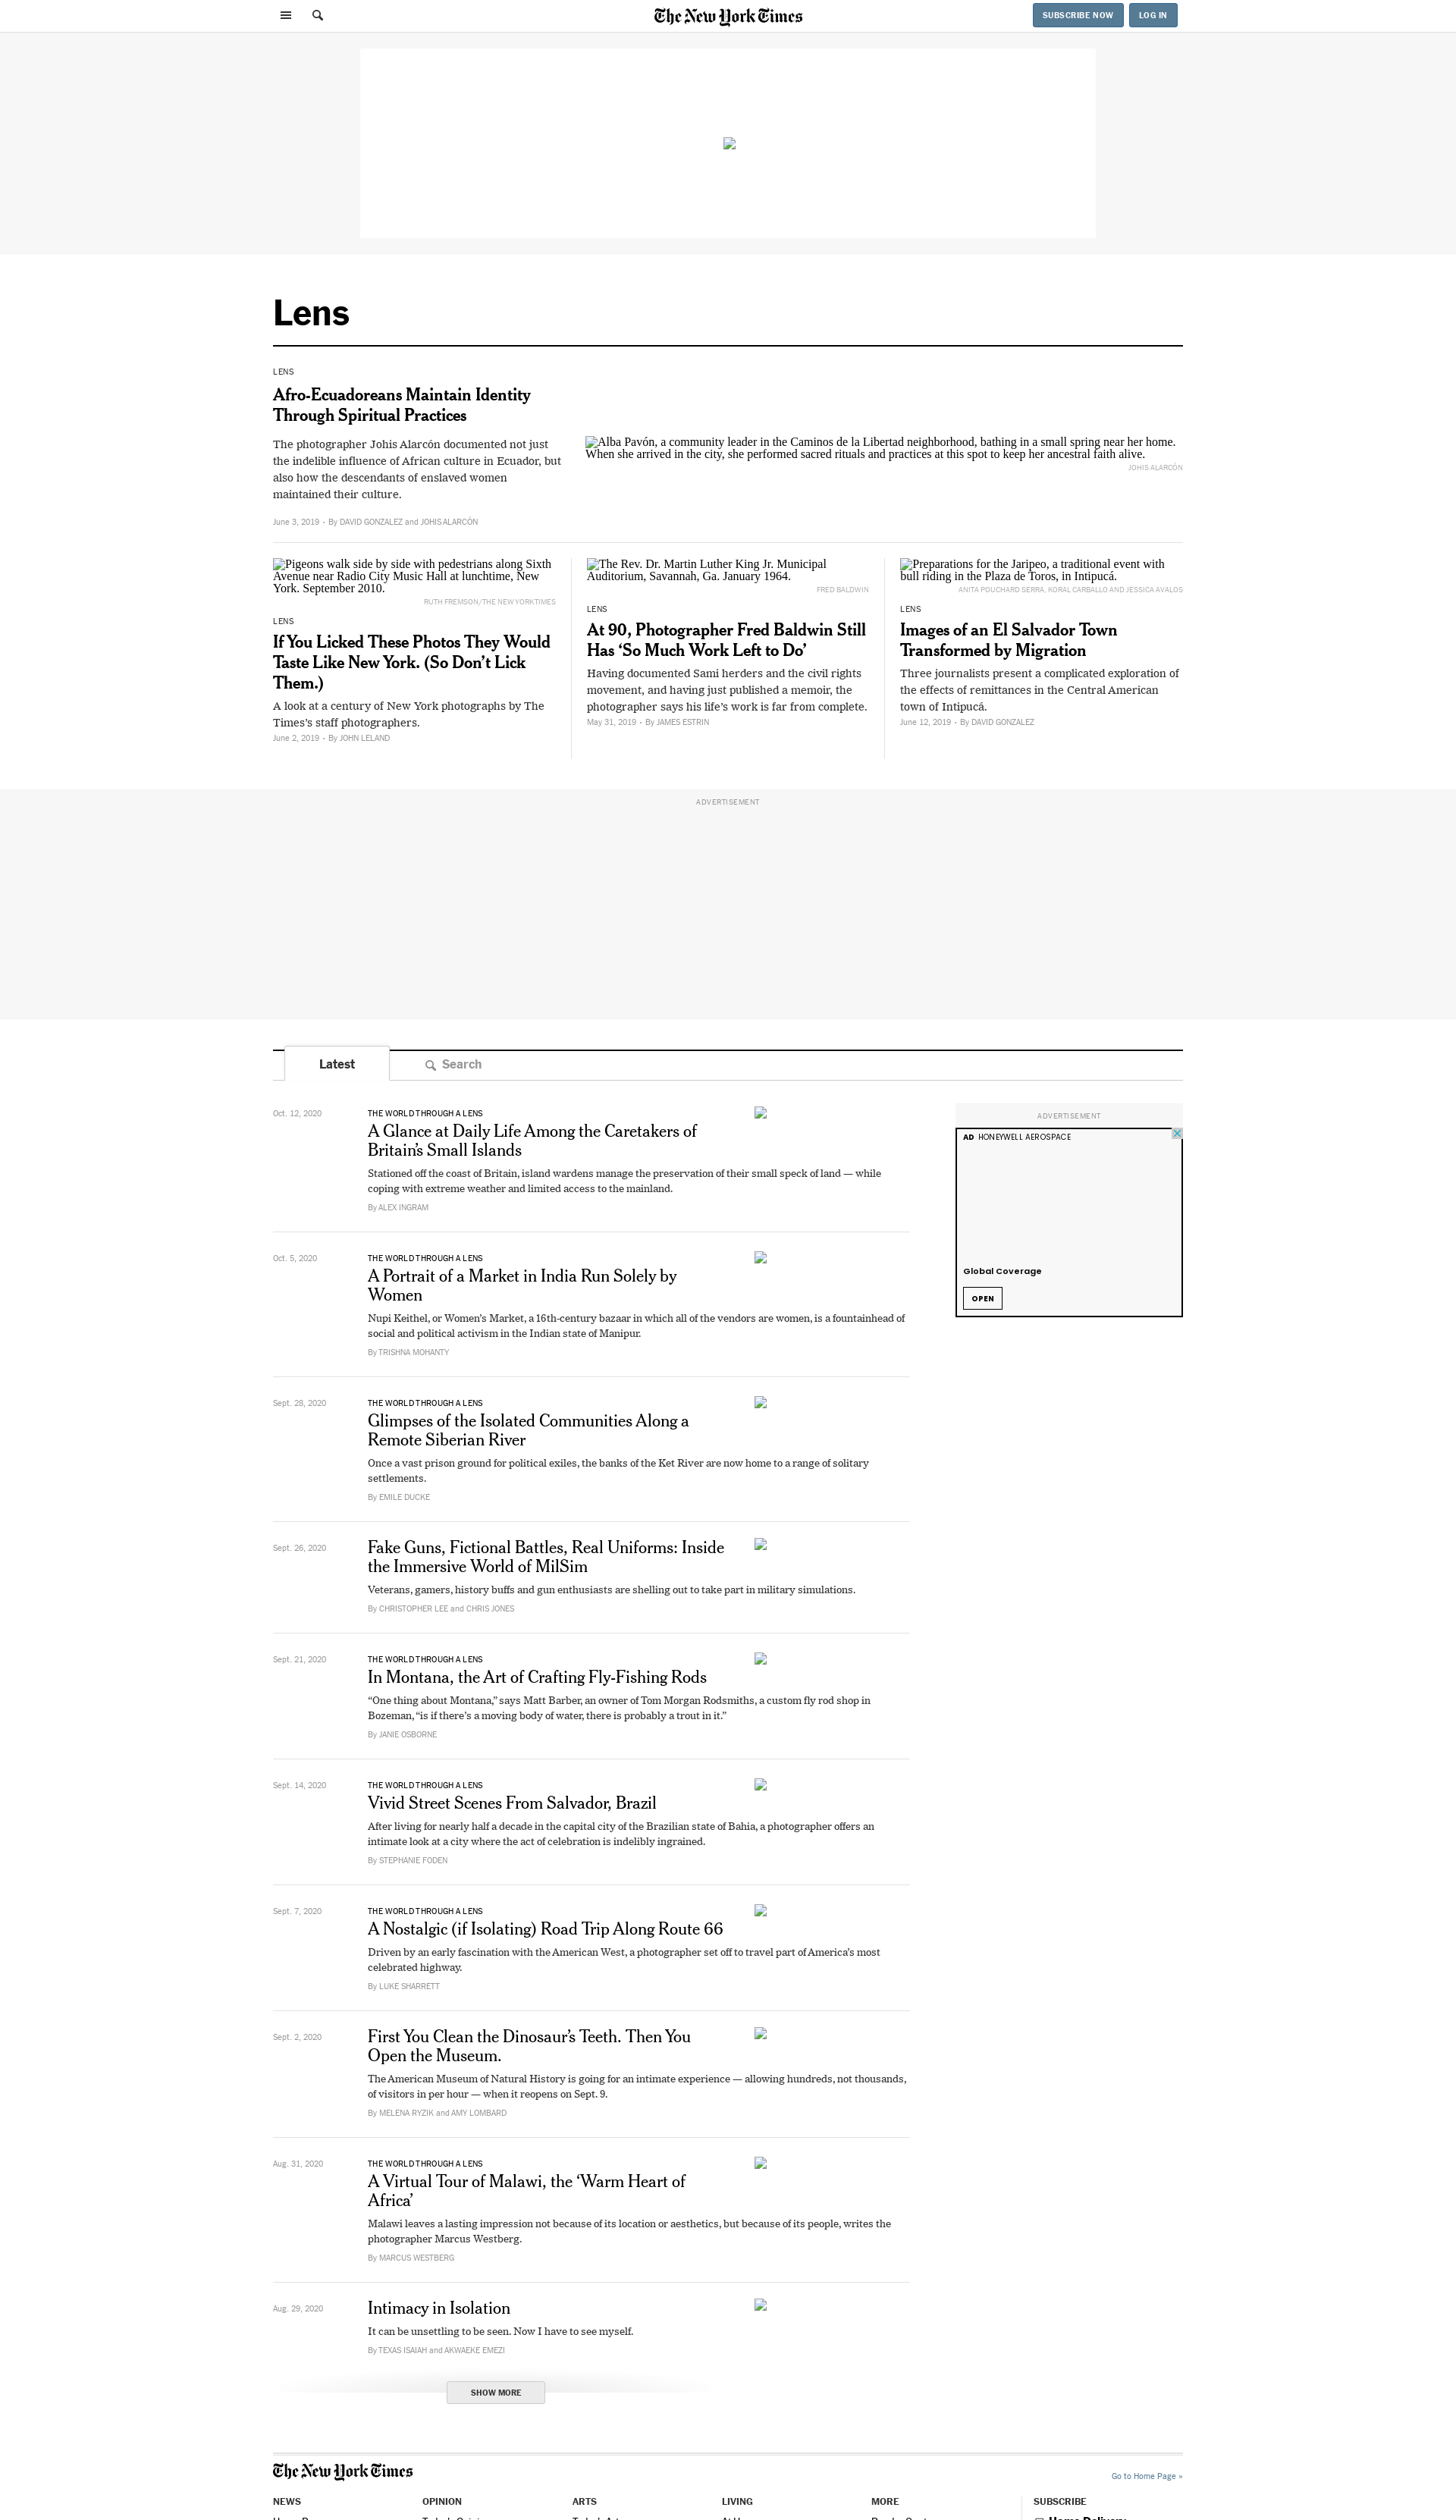 The New York Times
SUBSCRIBE NOW
LOG IN
Lens
LENS
Afro-Ecuadoreans Maintain Identity
Through Spiritual Practices
The photographer Johis Alarcón documented not just
the indelible influence of African culture in Ecuador, but
also how the descendants of enslaved women
maintained their culture.
June 3, 2019 • By DAVID GONZALEZ and JOHIS ALARCÓN
Alba Pavón, a community leader in the Caminos de la Libertad neighborhood, bathing in a small spring near her home.
When she arrived in the city, she performed sacred rituals and practices at this spot to keep her ancestral faith alive.
JOHIS ALARCÓN
Pigeons walk side by side with pedestrians along Sixth
Avenue near Radio City Music Hall at lunchtime, New
York. September 2010.
RUTH FREMSON/THE NEW YORK TIMES
LENS
If You Licked These Photos They Would
Taste Like New York. (So Don’t Lick
Them.)
A look at a century of New York photographs by The
Times’s staff photographers.
June 2, 2019 • By JOHN LELAND
The Rev. Dr. Martin Luther King Jr. Municipal
Auditorium, Savannah, Ga. January 1964.
FRED BALDWIN
LENS
At 90, Photographer Fred Baldwin Still
Has ‘So Much Work Left to Do’
Having documented Sami herders and the civil rights
movement, and having just published a memoir, the
photographer says his life’s work is far from complete.
May 31, 2019 • By JAMES ESTRIN
Preparations for the Jaripeo, a traditional event with
bull riding in the Plaza de Toros, in Intipucá.
ANITA POUCHARD SERRA, KORAL CARBALLO AND JESSICA AVALOS
LENS
Images of an El Salvador Town
Transformed by Migration
Three journalists present a complicated exploration of
the effects of remittances in the Central American
town of Intipucá.
June 12, 2019 • By DAVID GONZALEZ
ADVERTISEMENT
Latest
Search
Oct. 12, 2020
THE WORLD THROUGH A LENS
A Glance at Daily Life Among the Caretakers of
Britain’s Small Islands
Stationed off the coast of Britain, island wardens manage the preservation of their small speck of land — while
coping with extreme weather and limited access to the mainland.
By ALEX INGRAM
ADVERTISEMENT
AD HONEYWELL AEROSPACE
Global Coverage
OPEN
Oct. 5, 2020
THE WORLD THROUGH A LENS
A Portrait of a Market in India Run Solely by
Women
Nupi Keithel, or Women’s Market, a 16th-century bazaar in which all of the vendors are women, is a fountainhead of
social and political activism in the Indian state of Manipur.
By TRISHNA MOHANTY
Sept. 28, 2020
THE WORLD THROUGH A LENS
Glimpses of the Isolated Communities Along a
Remote Siberian River
Once a vast prison ground for political exiles, the banks of the Ket River are now home to a range of solitary
settlements.
By EMILE DUCKE
Sept. 26, 2020
Fake Guns, Fictional Battles, Real Uniforms: Inside
the Immersive World of MilSim
Veterans, gamers, history buffs and gun enthusiasts are shelling out to take part in military simulations.
By CHRISTOPHER LEE and CHRIS JONES
Sept. 21, 2020
THE WORLD THROUGH A LENS
In Montana, the Art of Crafting Fly-Fishing Rods
“One thing about Montana,” says Matt Barber, an owner of Tom Morgan Rodsmiths, a custom fly rod shop in
Bozeman, “is if there’s a moving body of water, there is probably a trout in it.”
By JANIE OSBORNE
Sept. 14, 2020
THE WORLD THROUGH A LENS
Vivid Street Scenes From Salvador, Brazil
After living for nearly half a decade in the capital city of the Brazilian state of Bahia, a photographer offers an
intimate look at a city where the act of celebration is indelibly ingrained.
By STEPHANIE FODEN
Sept. 7, 2020
THE WORLD THROUGH A LENS
A Nostalgic (if Isolating) Road Trip Along Route 66
Driven by an early fascination with the American West, a photographer set off to travel part of America’s most
celebrated highway.
By LUKE SHARRETT
Sept. 2, 2020
First You Clean the Dinosaur’s Teeth. Then You
Open the Museum.
The American Museum of Natural History is going for an intimate experience — allowing hundreds, not thousands,
of visitors in per hour — when it reopens on Sept. 9.
By MELENA RYZIK and AMY LOMBARD
Aug. 31, 2020
THE WORLD THROUGH A LENS
A Virtual Tour of Malawi, the ‘Warm Heart of
Africa’
Malawi leaves a lasting impression not because of its location or aesthetics, but because of its people, writes the
photographer Marcus Westberg.
By MARCUS WESTBERG
Aug. 29, 2020
Intimacy in Isolation
It can be unsettling to be seen. Now I have to see myself.
By TEXAS ISAIAH and AKWAEKE EMEZI
SHOW MORE
The New York Times
Go to Home Page »
NEWS
OPINION
ARTS
LIVING
MORE
SUBSCRIBE